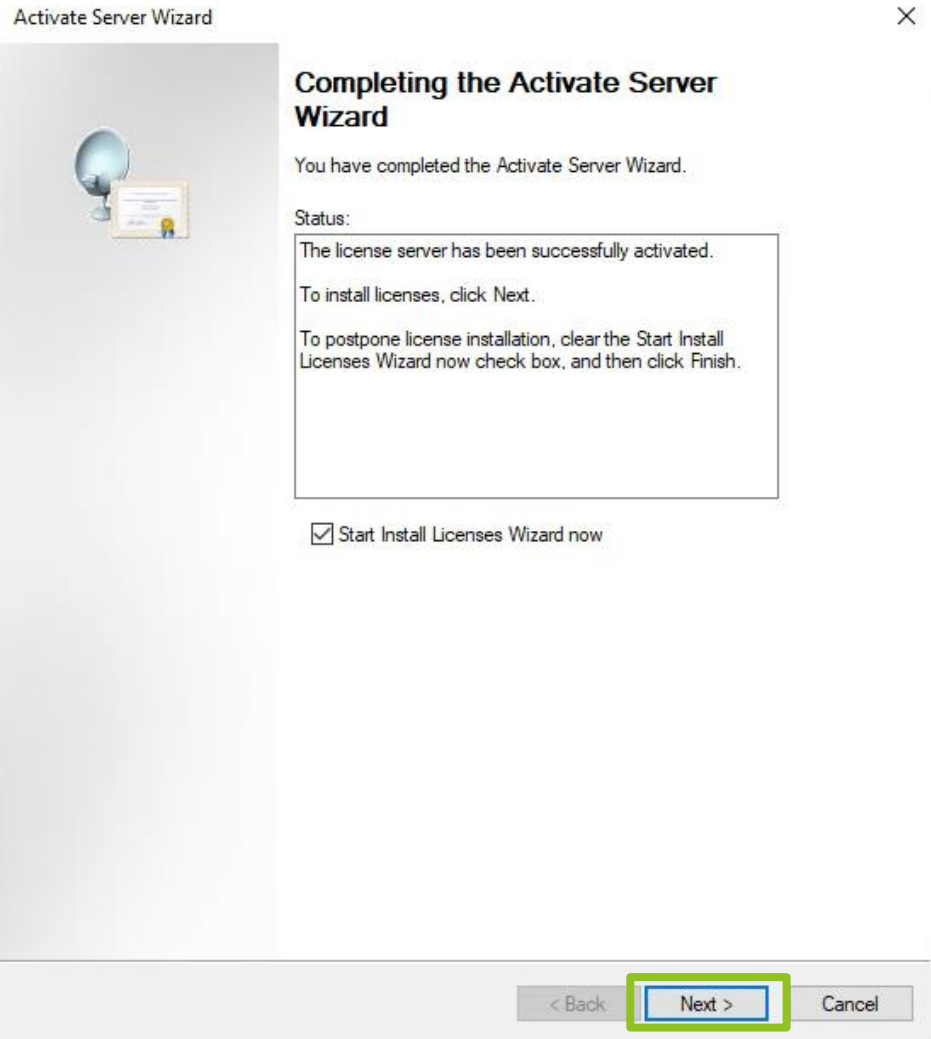 Activate Server Wizard
Completing the Activate Server
Wizard
You have completed the Activate Server Wizard.
Status:
The license server has been successfully activated.
To install licenses, click Next.
To postpone license installation, clear the Start Install
Licenses Wizard now check box, and then click Finish.
Start Install Licenses Wizard now
< Back
Next >
Cancel